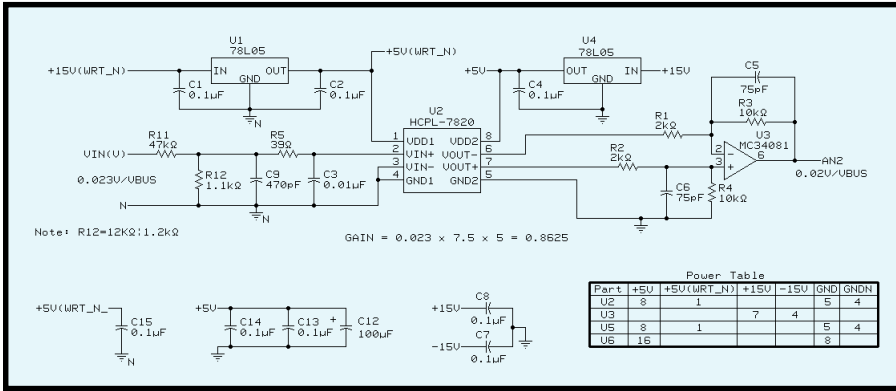 U1
78L05
+15V(WRT_N)
IN
OUT
GND
C1
0.1µF
C2
0.1µF
N
+5V(WRT_N)
U4
78L05
+5V
OUT
IN
GND
+15V
C4
0.1µF
U2
HCPL-7820
1
2
3
4
VDD1
VIN+
VIN-
GND1
VDD2
VOUT-
VOUT+
GND2
8
6
7
5
VIN(V)
R11
47kΩ
R5
39Ω
0.023V/VBUS
R12
1.1kΩ
C9
470pF
C3
0.01µF
N
N
R1
2kΩ
R2
2kΩ
C5
75pF
R3
10kΩ
U3
MC34081
2
3
6
−
+
AN2
0.02V/VBUS
C6
75pF
R4
10kΩ
Note: R12=12KΩ¦1.2kΩ
GAIN = 0.023 x 7.5 x 5 = 0.8625
+5V(WRT_N_
C15
0.1µF
N
+5V
C14
0.1µF
C13
0.1µF
+
C12
100µF
+15V
C8
0.1µF
-15V
C7
0.1µF
Power Table
Part +5V +5V(WRT_N) +15V -15V GND GNDN
U2 8 1 5 4
U3 7 4
U5 8 1 5 4
U6 16 8